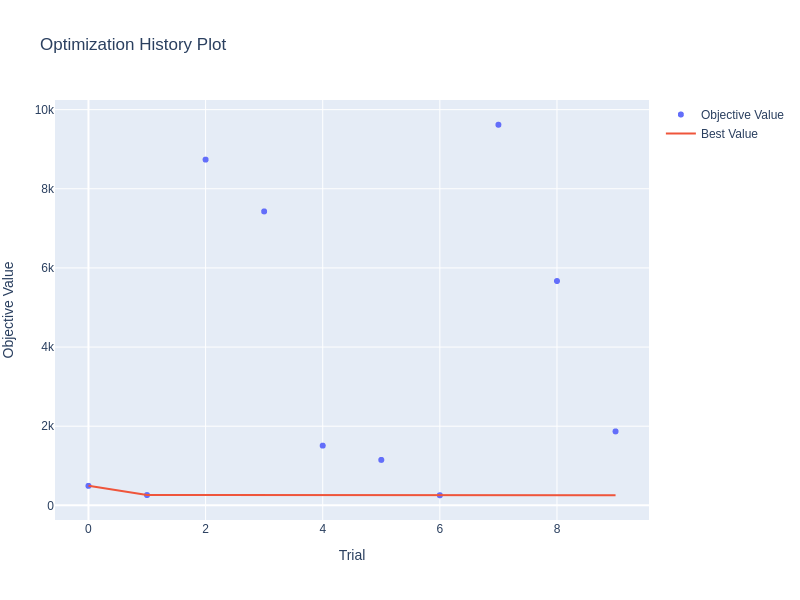 Optimization History Plot
Objective Value
Best Value
10k
8k
6k
4k
2k
0
Objective Value
0 2 4 6 8
Trial